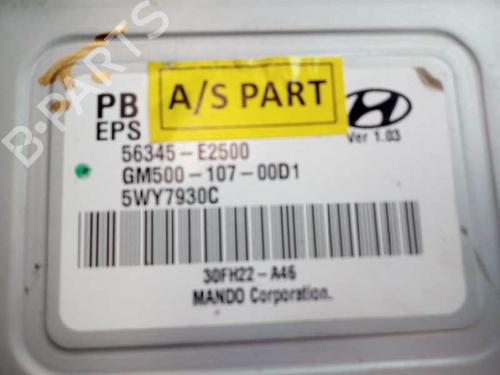 B-PARTS
PB
A/S PART
EPS
Ver 1.03
56345-E2500
GM500-107-00D1
5WY7930C
30FH22-A46
MANDO Corporation.